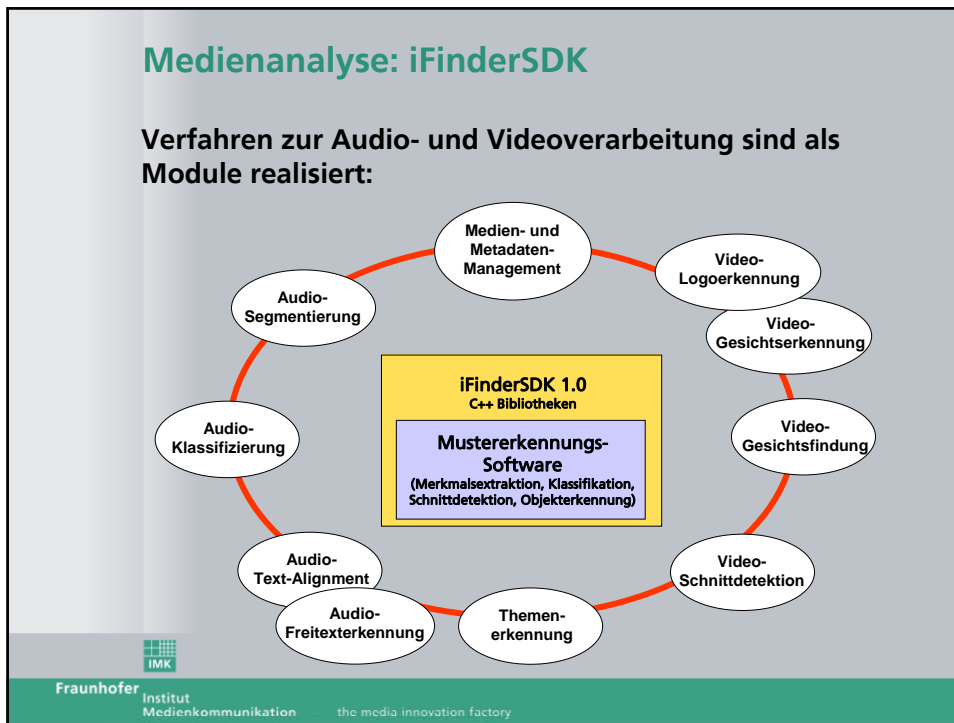 Medienanalyse: iFinderSDK
Verfahren zur Audio- und Videoverarbeitung sind als
Module realisiert:
Medien- und
Metadaten-
Management
Video-
Logoerkennung
Audio-
Segmentierung
Video-
Gesichtserkennung
iFinderSDK 1.0
C++ Bibliotheken
Audio-
Klassifizierung
Mustererkennungs-
Software
(Merkmalsextraktion, Klassifikation,
Schnittdetektion, Objekterkennung)
Video-
Gesichtsfindung
Audio-
Text-Alignment
Video-
Schnittdetektion
Audio-
Freitexterkennung
Themen-
erkennung
IMK
Fraunhofer Institut
Medienkommunikation the media innovation factory